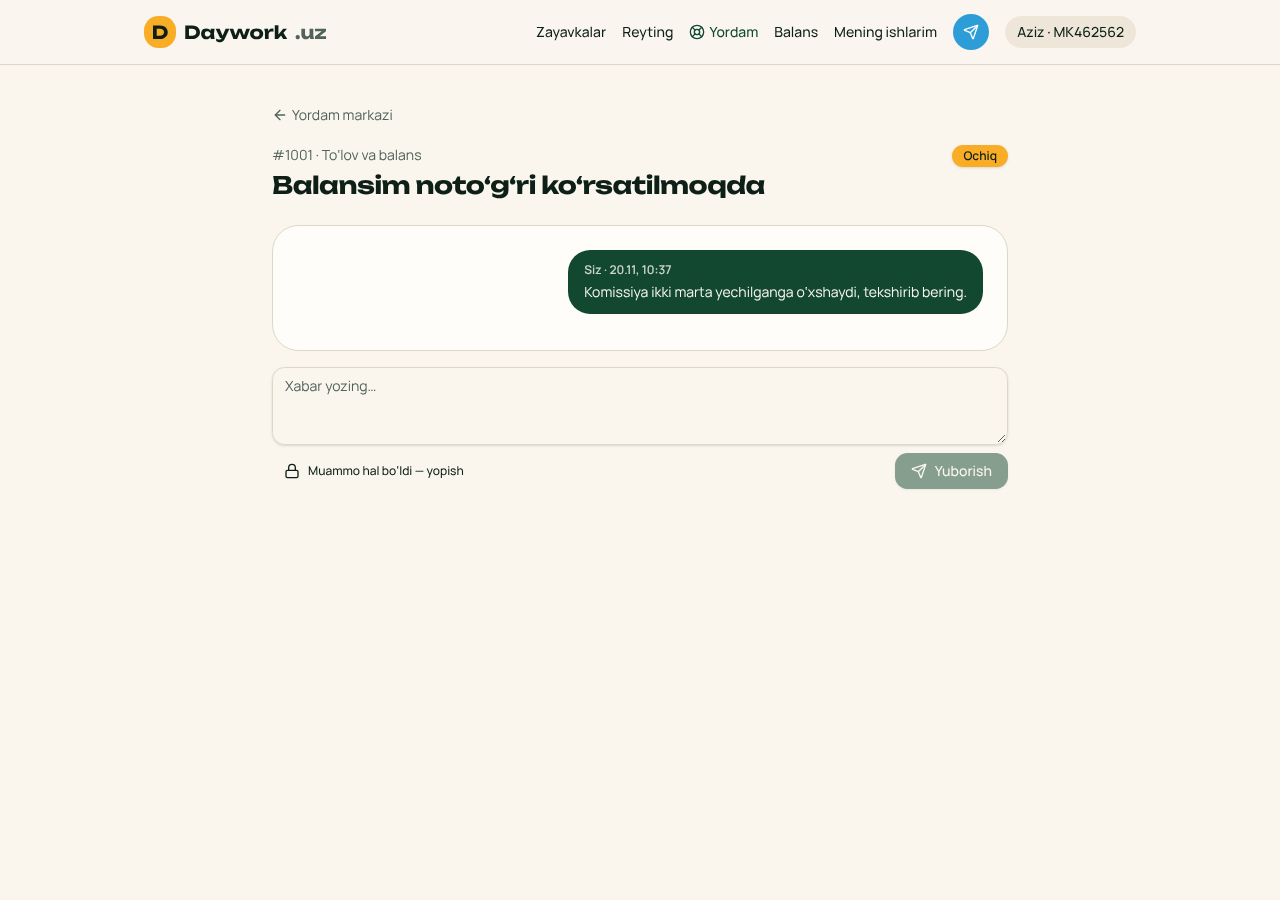 D Daywork .uz
Zayavkalar Reyting Yordam Balans Mening ishlarim Aziz · MK462562
Yordam markazi
#1001 · To'lov va balans Ochiq
Balansim noto‘g‘ri ko‘rsatilmoqda
Siz · 20.11, 10:37
Komissiya ikki marta yechilganga o'xshaydi, tekshirib bering.
Xabar yozing…
Muammo hal bo'ldi — yopish Yuborish